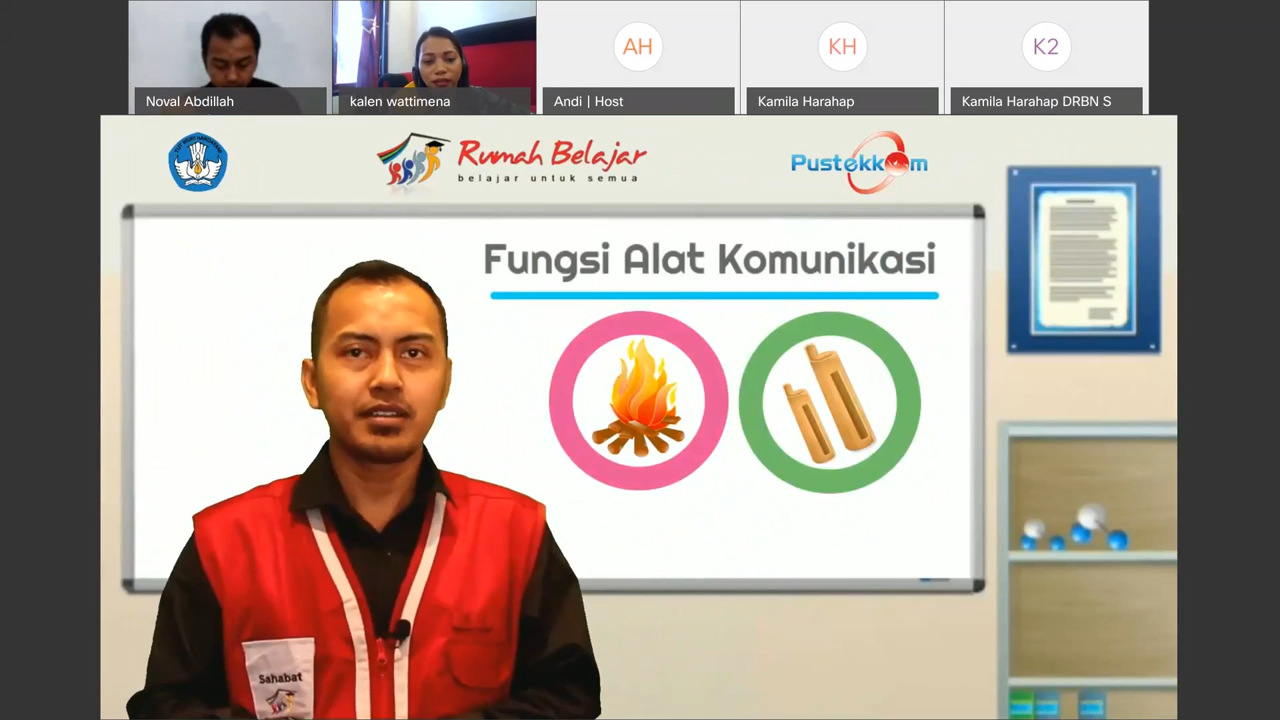 AH
KH
K2
Noval Abdillah
kalen wattimena
Andi | Host
Kamila Harahap
Kamila Harahap DRBN S
Rumah Belajar
belajar untuk semua
Pustekkom
Fungsi Alat Komunikasi
Sahabat